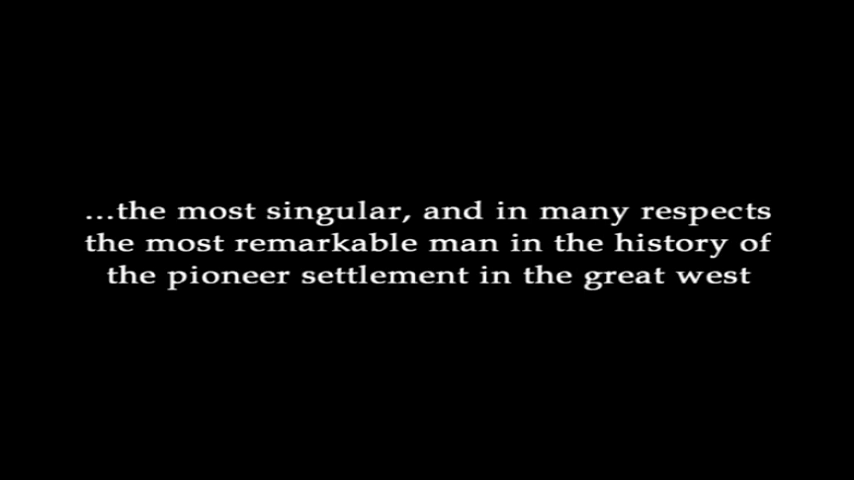 ...the most singular, and in many respects
the most remarkable man in the history of
the pioneer settlement in the great west